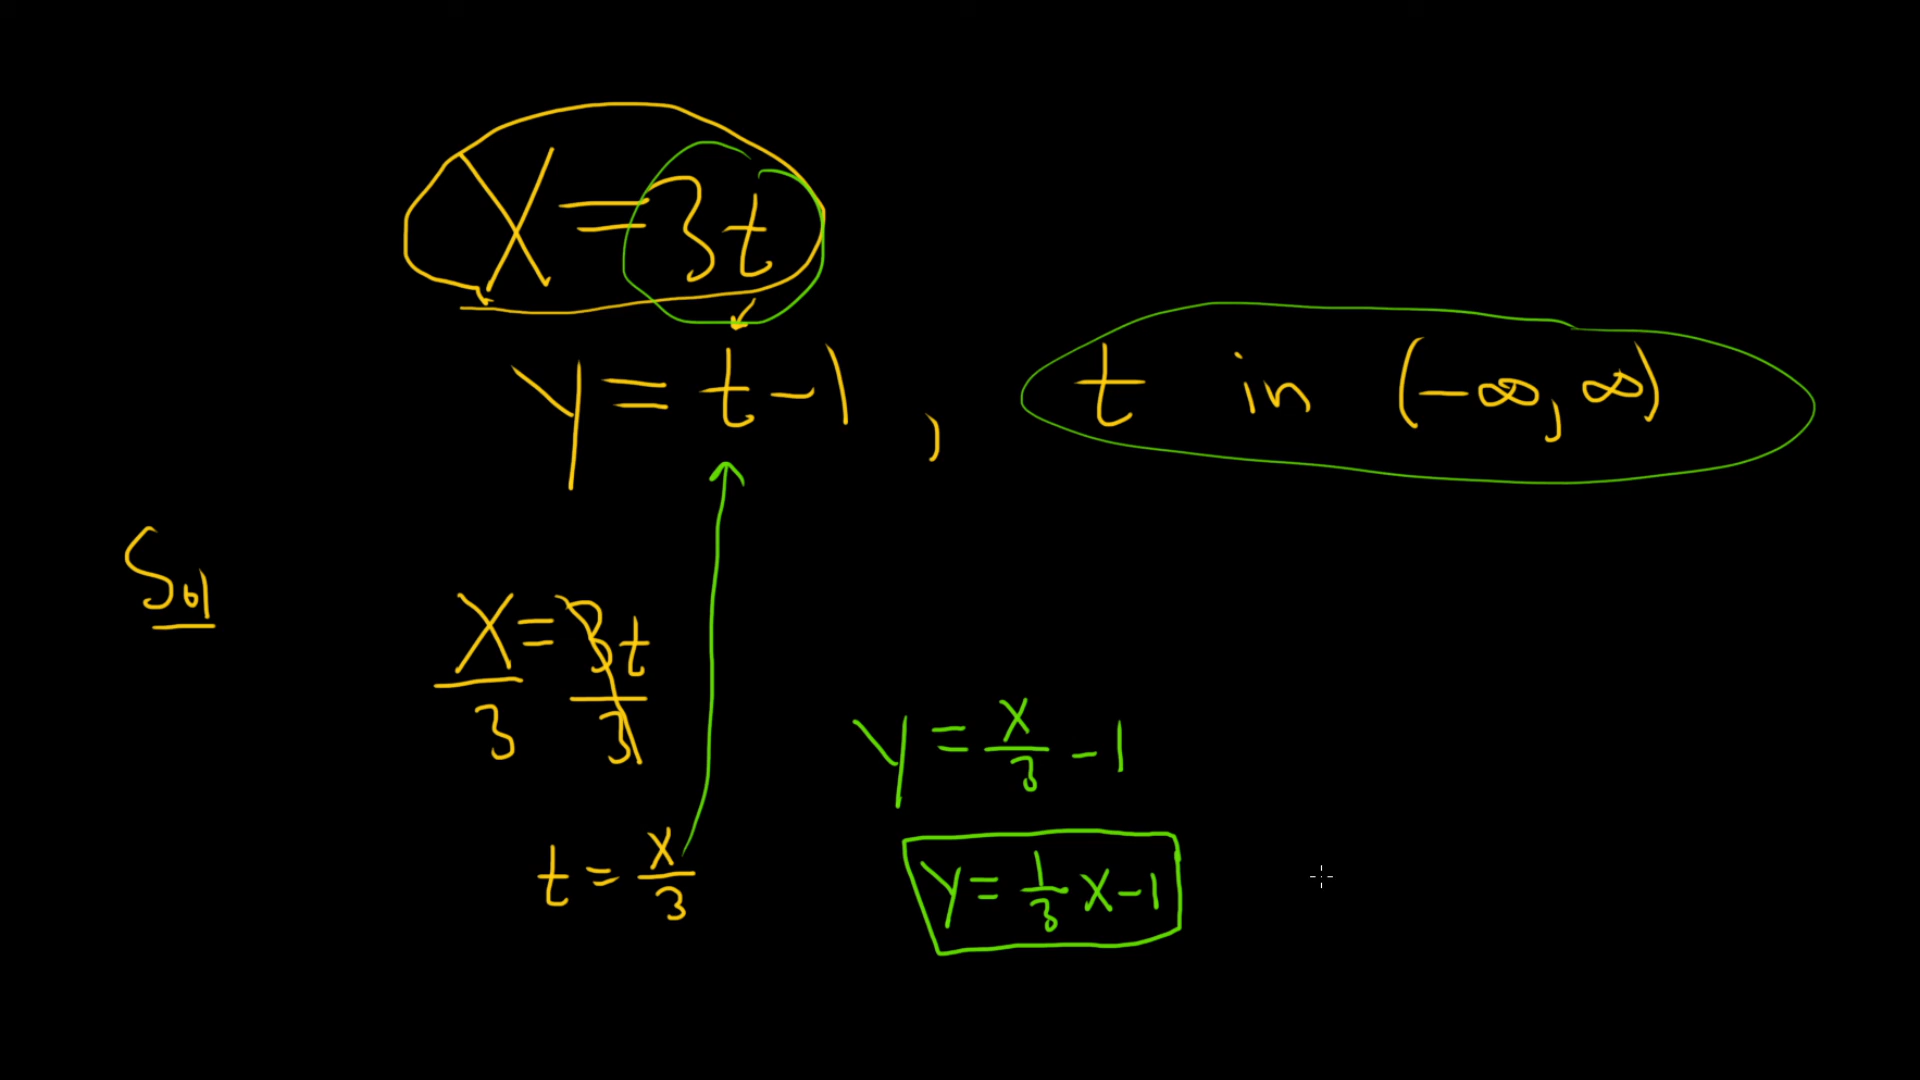 X = 3t
y = t - 1 , t in (-∞, ∞)
Sol
X/3 = 3t/3
y = x/3 - 1
t = x/3
y = 1/3 x - 1